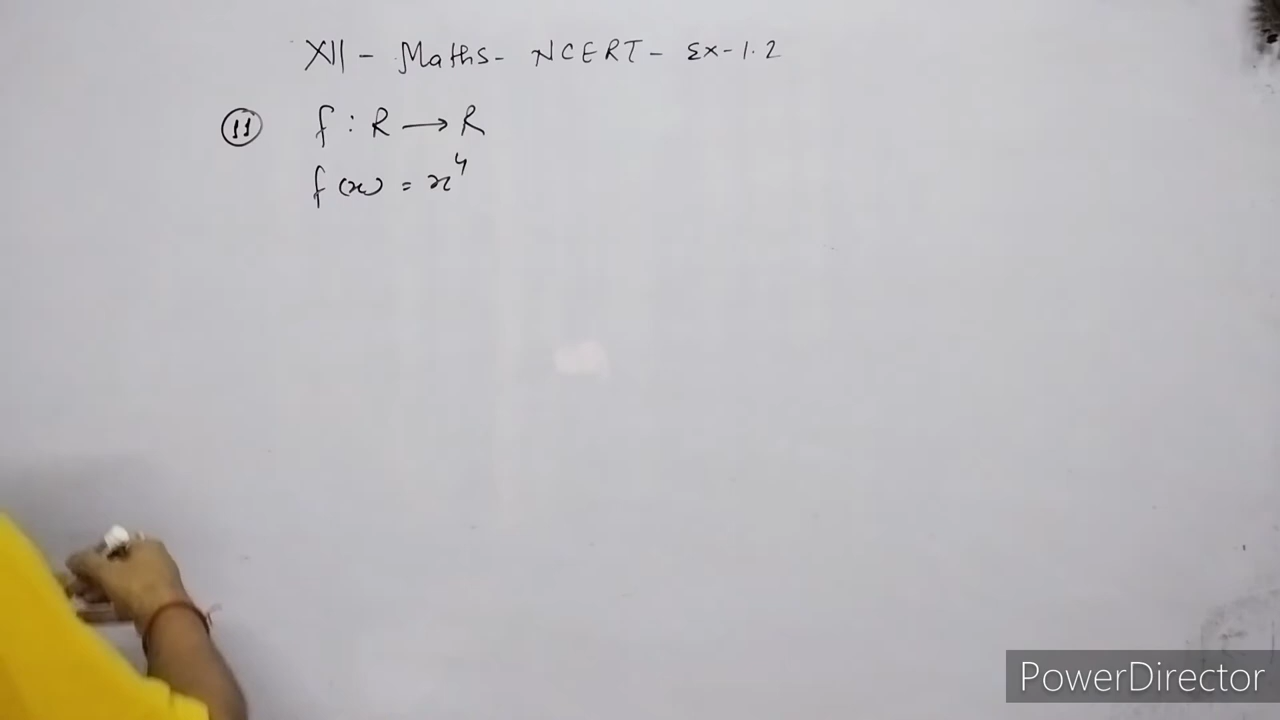 XII - Maths - NCERT - Ex-1.2
(11) f : R ⟶ R
f(x) = x⁴
PowerDirector